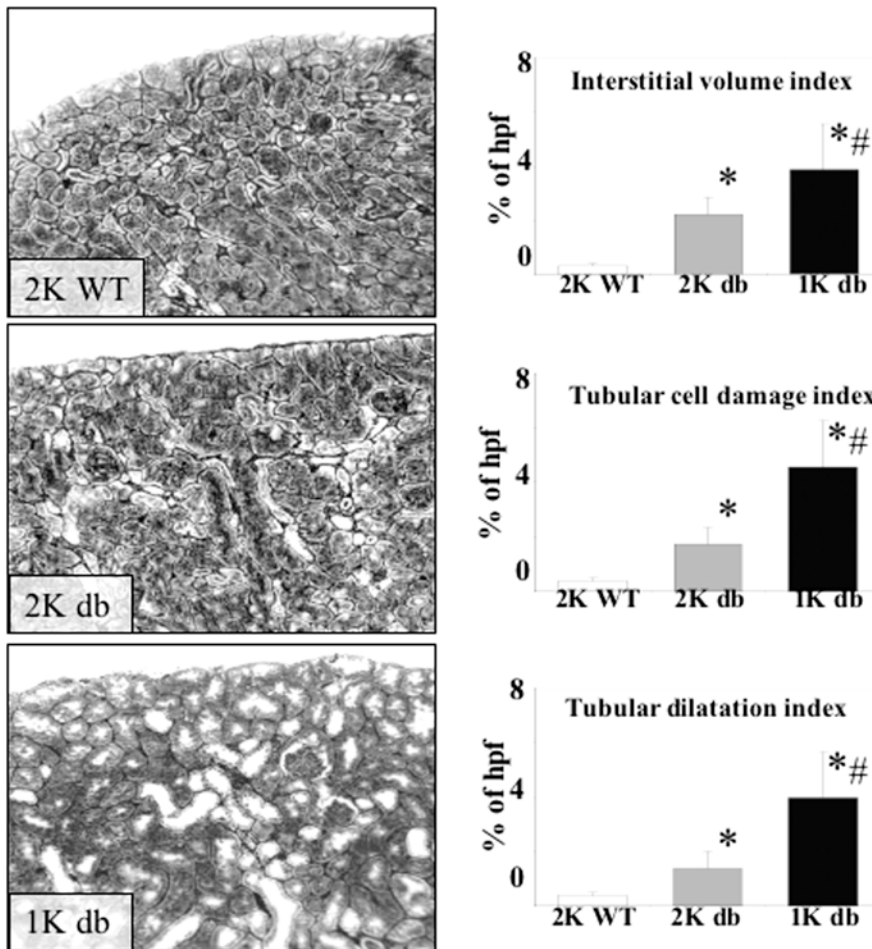 2K WT
2K db
1K db
Interstitial volume index
% of hpf
8
4
0
*
*#
2K WT 2K db 1K db
Tubular cell damage index
% of hpf
8
4
0
*
*#
2K WT 2K db 1K db
Tubular dilatation index
% of hpf
8
4
0
*
*#
2K WT 2K db 1K db